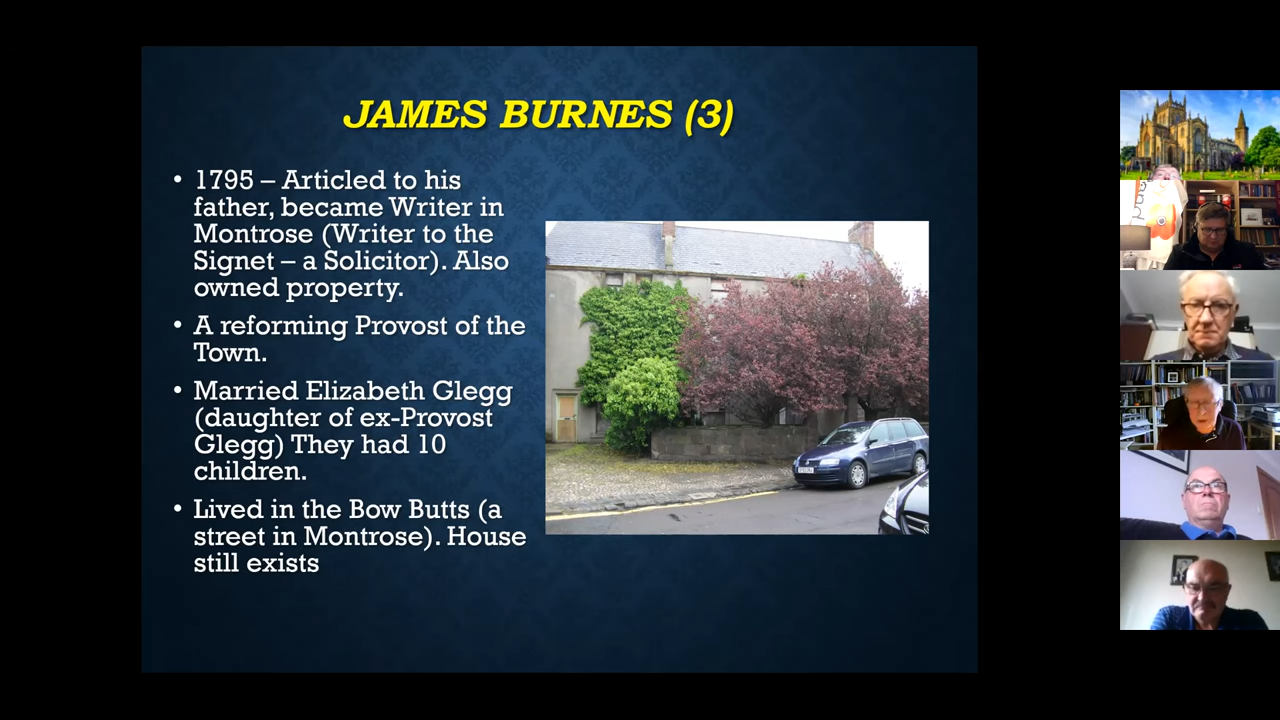 JAMES BURNES (3)
• 1795 – Articled to his
father, became Writer in
Montrose (Writer to the
Signet – a Solicitor). Also
owned property.
• A reforming Provost of the
Town.
• Married Elizabeth Glegg
(daughter of ex-Provost
Glegg) They had 10
children.
• Lived in the Bow Butts (a
street in Montrose). House
still exists